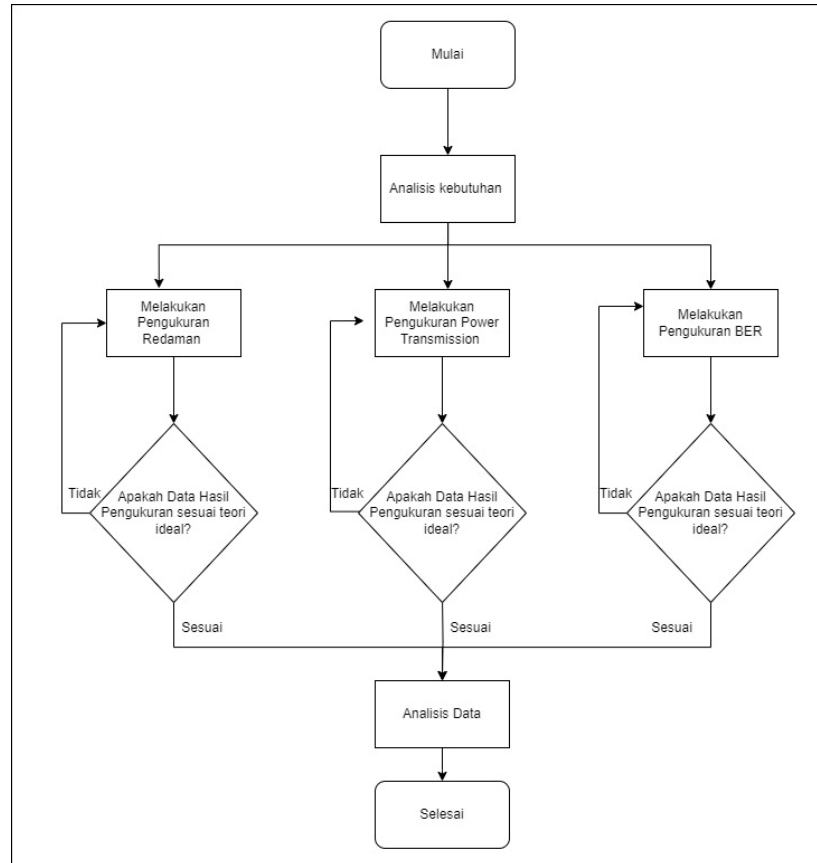 Mulai
Analisis kebutuhan
Melakukan
Pengukuran
Redaman
Melakukan
Pengukuran Power
Transmission
Melakukan
Pengukuran BER
Tidak
Apakah Data Hasil
Pengukuran sesuai teori
ideal?
Tidak
Apakah Data Hasil
Pengukuran sesuai teori
ideal?
Tidak
Apakah Data Hasil
Pengukuran sesuai teori
ideal?
Sesuai
Sesuai
Sesuai
Analisis Data
Selesai